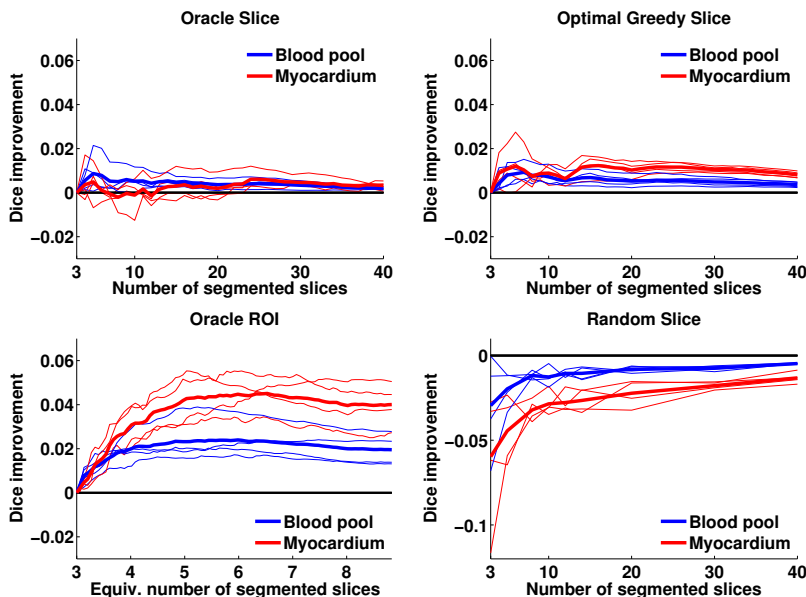 Oracle Slice
0.06
0.04
0.02
0
−0.02
Dice improvement
Blood pool
Myocardium
3 10 20 30 40
Number of segmented slices
Optimal Greedy Slice
0.06
0.04
0.02
0
−0.02
Dice improvement
Blood pool
Myocardium
3 10 20 30 40
Number of segmented slices
Oracle ROI
0.06
0.04
0.02
0
−0.02
Dice improvement
Blood pool
Myocardium
3 4 5 6 7 8
Equiv. number of segmented slices
Random Slice
0
−0.05
−0.1
Dice improvement
Blood pool
Myocardium
3 10 20 30 40
Number of segmented slices